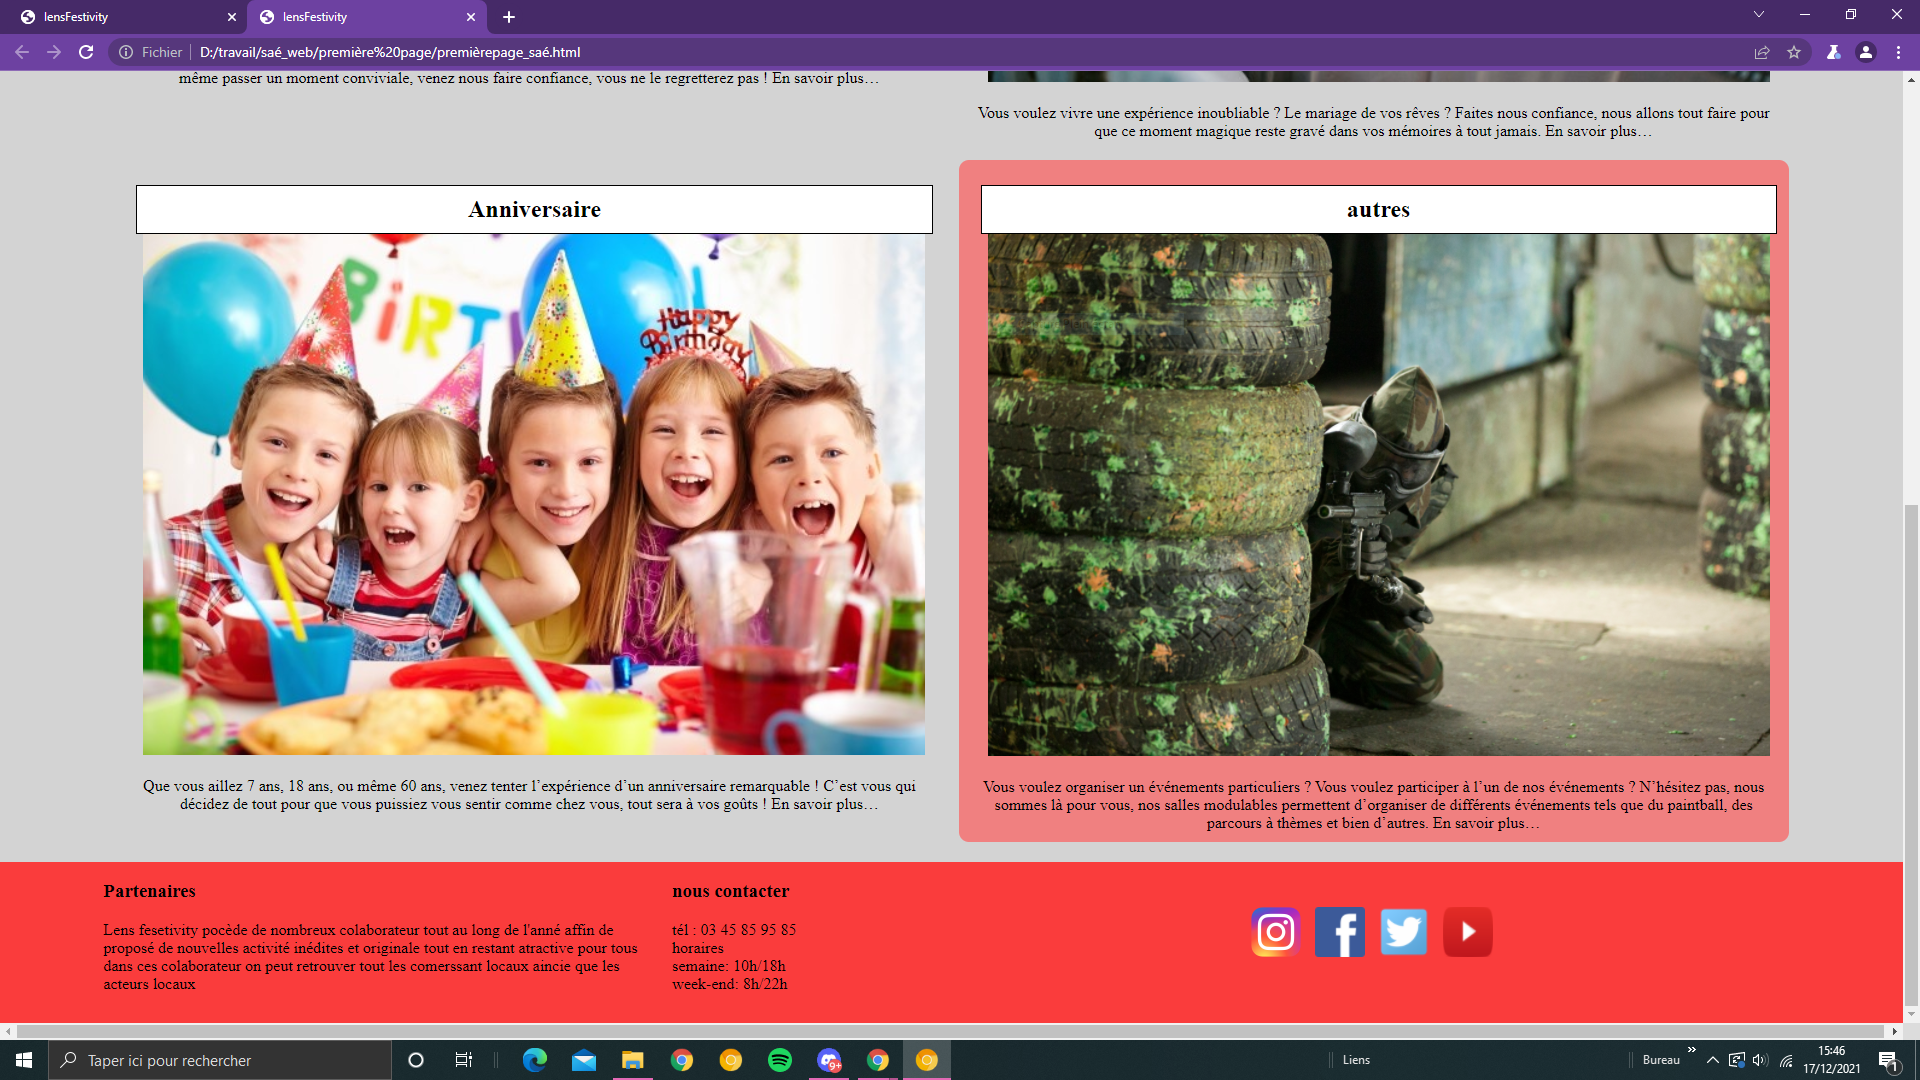 lensFestivity
lensFestivity
Fichier
D:/travail/saé_web/première%20page/premièrepage_saé.html
même passer un moment conviviale, venez nous faire confiance, vous ne le regretterez pas ! En savoir plus…
Vous voulez vivre une expérience inoubliable ? Le mariage de vos rêves ? Faites nous confiance, nous allons tout faire pour
que ce moment magique reste gravé dans vos mémoires à tout jamais. En savoir plus…
Anniversaire
BiRT
Happy
Birthday
Que vous aillez 7 ans, 18 ans, ou même 60 ans, venez tenter l’expérience d’un anniversaire remarquable ! C’est vous qui
décidez de tout pour que vous puissiez vous sentir comme chez vous, tout sera à vos goûts ! En savoir plus…
autres
Vous voulez organiser un événements particuliers ? Vous voulez participer à l’un de nos événements ? N’hésitez pas, nous
sommes là pour vous, nos salles modulables permettent d’organiser de différents événements tels que du paintball, des
parcours à thèmes et bien d’autres. En savoir plus…
Partenaires
Lens fesetivity pocède de nombreux colaborateur tout au long de l'anné affin de
proposé de nouvelles activité inédites et originale tout en restant atractive pour tous
dans ces colaborateur on peut retrouver tout les comerssant locaux aincie que les
acteurs locaux
nous contacter
tél : 03 45 85 95 85
horaires
semaine: 10h/18h
week-end: 8h/22h
Taper ici pour rechercher
9+
Liens
Bureau
15:46
17/12/2021
1